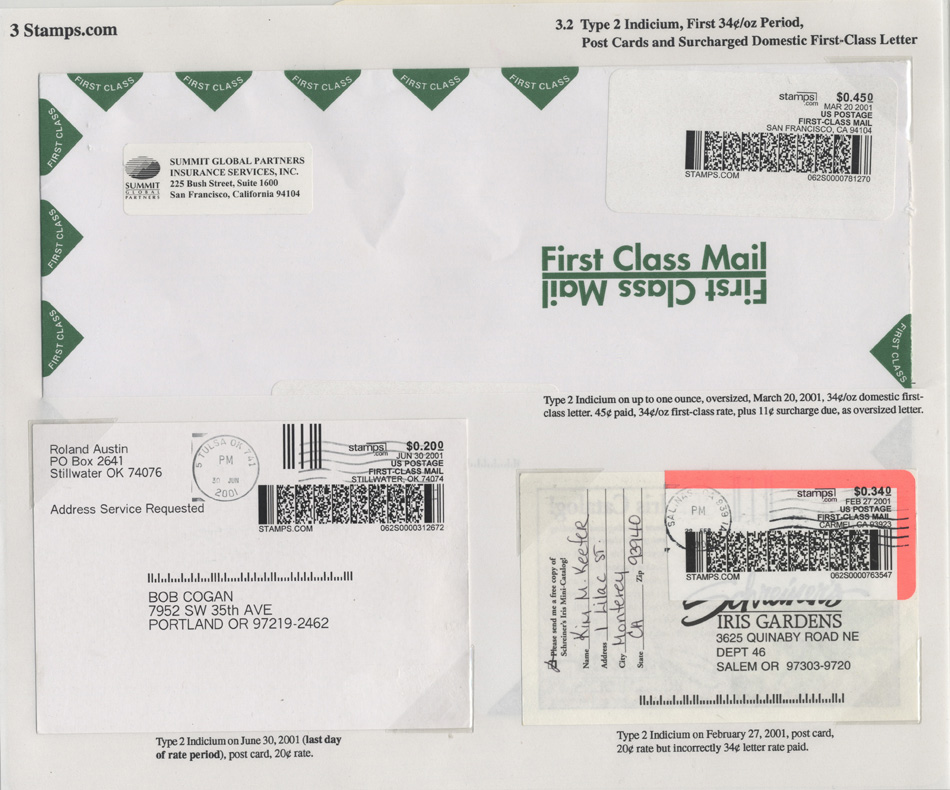 3 Stamps.com
3.2 Type 2 Indicium, First 34¢/oz Period,
Post Cards and Surcharged Domestic First-Class Letter
FIRST CLASS
FIRST CLASS
FIRST CLASS
FIRST CLASS
FIRST CLASS
FIRST CLASS
FIRST CLASS
FIRST CLASS
SUMMIT
GLOBAL
PARTNERS
SUMMIT GLOBAL PARTNERS
INSURANCE SERVICES, INC.
225 Bush Street, Suite 1600
San Francisco, California 94104
stamps.com $0.450
MAR 20 2001
US POSTAGE
FIRST-CLASS MAIL
SAN FRANCISCO, CA 94104
STAMPS.COM 062S0000781270
First Class Mail
First Class Mail
FIRST CLASS
Type 2 Indicium on up to one ounce, oversized, March 20, 2001, 34¢/oz domestic first-
class letter. 45¢ paid, 34¢/oz first-class rate, plus 11¢ surcharge due, as oversized letter.
Roland Austin
PO Box 2641
Stillwater OK 74076
Address Service Requested
TULSA OK 741
PM
30 JUN
2001
stamps.com $0.200
JUN 30 2001
US POSTAGE
FIRST-CLASS MAIL
STILLWATER, OK 74074
STAMPS.COM 062S0000312672
BOB COGAN
7952 SW 35th AVE
PORTLAND OR 97219-2462
Type 2 Indicium on June 30, 2001 (last day
of rate period), post card, 20¢ rate.
Please send me a free copy of
Schreiner's Iris Mini-Catalog!
Name Kim M. Keefer
Address 1 Lilac ST.
City Monterey
State CA Zip 93940
PM
stamps.com $0.340
FEB 27 2001
US POSTAGE
FIRST-CLASS MAIL
CARMEL, CA 93923
STAMPS.COM 062S0000763547
Schreiner's
IRIS GARDENS
3625 QUINABY ROAD NE
DEPT 46
SALEM OR 97303-9720
Type 2 Indicium on February 27, 2001, post card,
20¢ rate but incorrectly 34¢ letter rate paid.